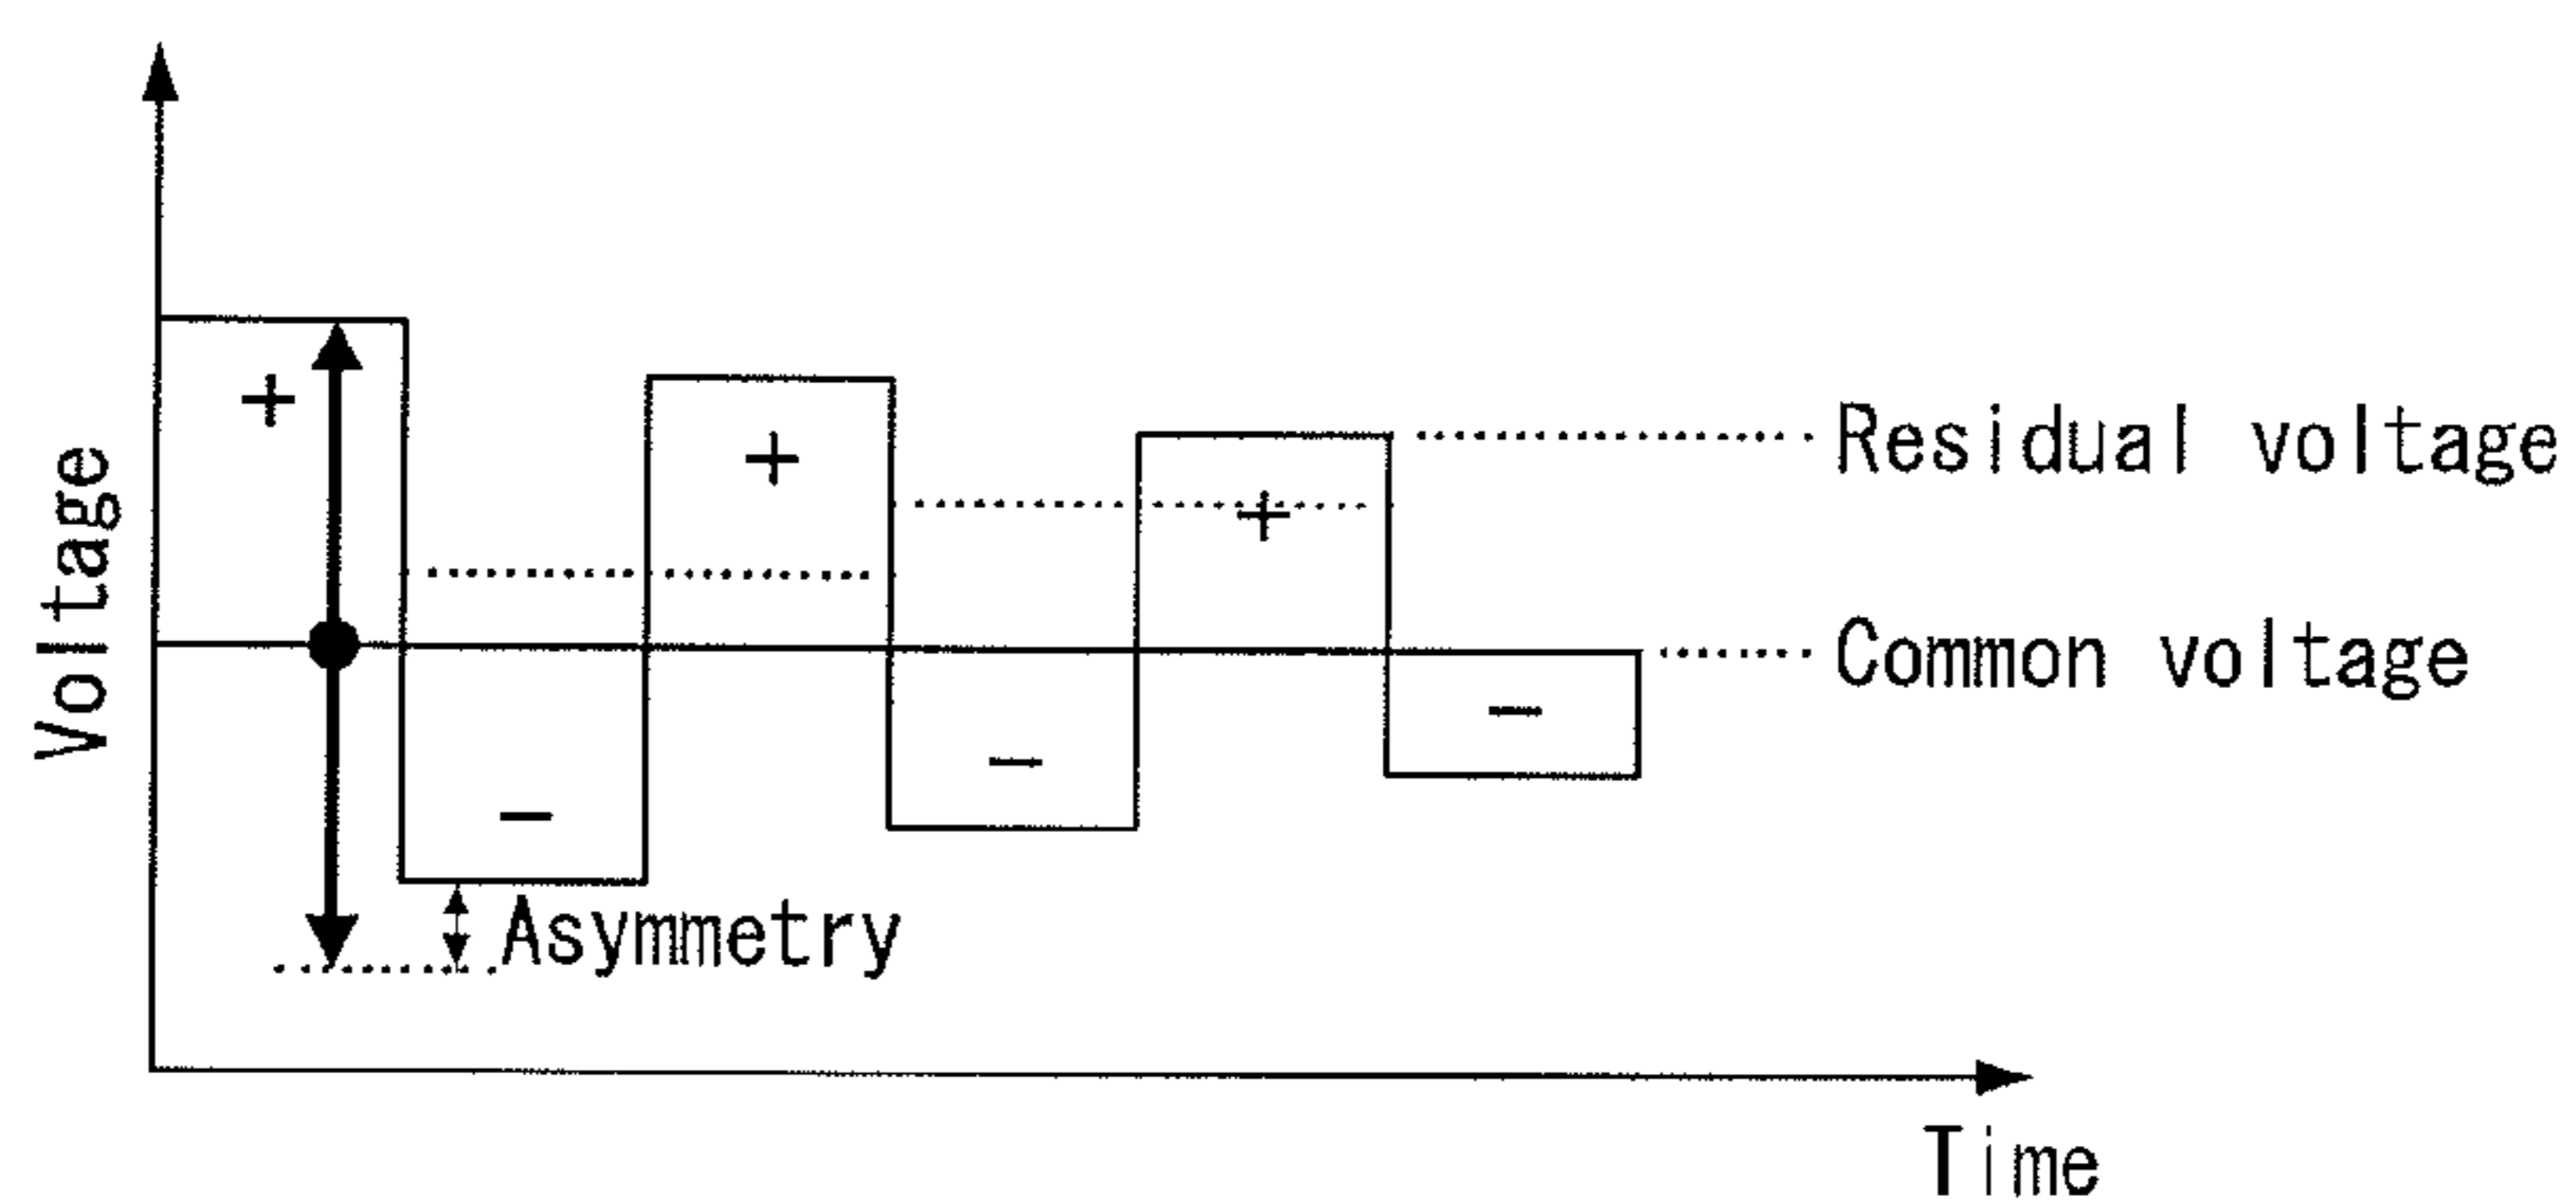 Voltage
+
+
Residual voltage
+
Common voltage
−
−
−
Asymmetry
Time